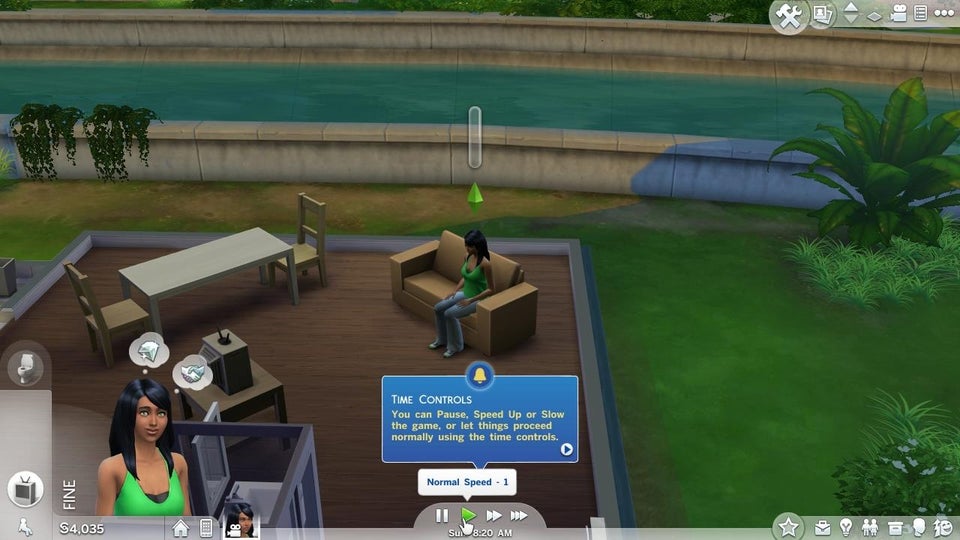 TIME CONTROLS
You can Pause, Speed Up or Slow
the game, or let things proceed
normally using the time controls.
Normal Speed - 1
FINE
§4,035
Sun 8:20 AM